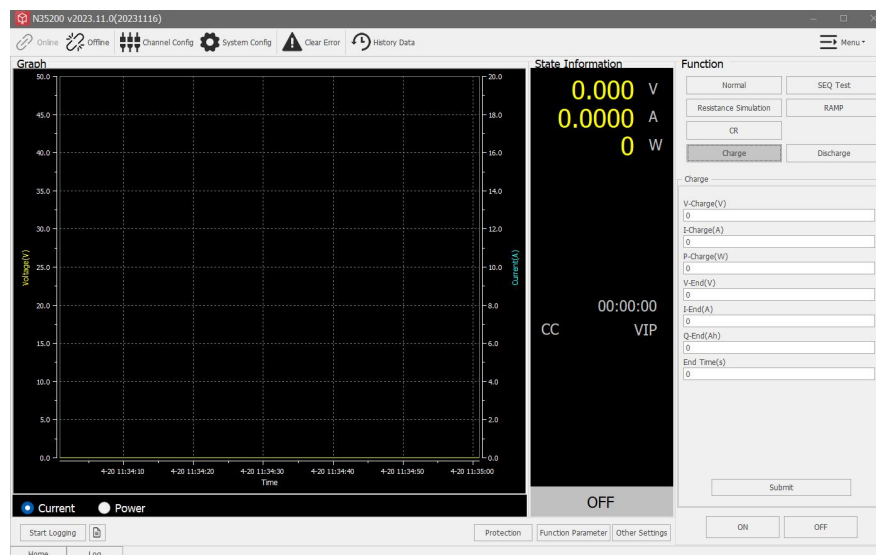 N35200 v2023.11.0(20231116)
Online Offline Channel Config System Config Clear Error History Data Menu
Graph
50.0
45.0
40.0
35.0
30.0
25.0
20.0
15.0
10.0
5.0
0.0
Voltage(V)
20.0
18.0
16.0
14.0
12.0
10.0
8.0
6.0
4.0
2.0
0.0
Current(A)
4-20 11:34:10 4-20 11:34:20 4-20 11:34:30 4-20 11:34:40 4-20 11:34:50 4-20 11:35:00
Time
Current Power
State Information
0.000 V
0.0000 A
0 W
00:00:00
CC VIP
OFF
Function
Normal SEQ Test
Resistance Simulation RAMP
CR
Charge Discharge
Charge
V-Charge(V)
0
I-Charge(A)
0
P-Charge(W)
0
V-End(V)
0
I-End(A)
0
Q-End(Ah)
0
End Time(s)
0
Submit
Start Logging Protection Function Parameter Other Settings ON OFF
Home Log